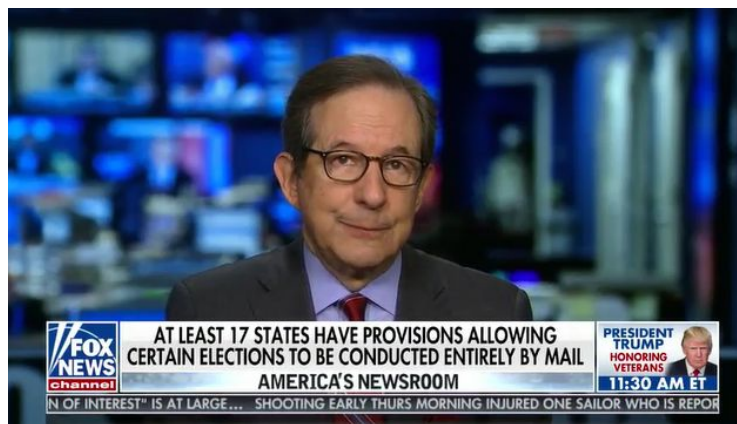 FOX
NEWS
channel
AT LEAST 17 STATES HAVE PROVISIONS ALLOWING
CERTAIN ELECTIONS TO BE CONDUCTED ENTIRELY BY MAIL
AMERICA'S NEWSROOM
PRESIDENT
TRUMP
HONORING
VETERANS
11:30 AM ET
N OF INTEREST" IS AT LARGE... SHOOTING EARLY THURS MORNING INJURED ONE SAILOR WHO IS REPOR